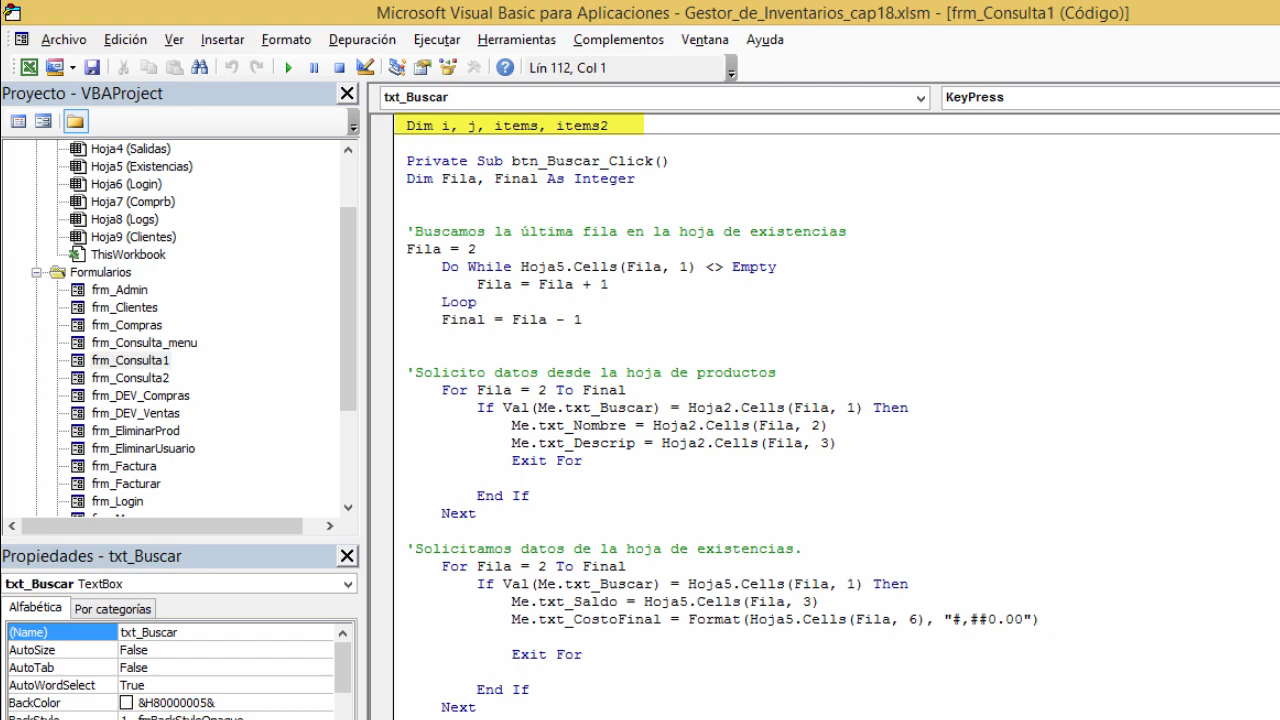 Microsoft Visual Basic para Aplicaciones - Gestor_de_Inventarios_cap18.xlsm - [frm_Consulta1 (Código)]
Archivo Edición Ver Insertar Formato Depuración Ejecutar Herramientas Complementos Ventana Ayuda
Lín 112, Col 1
Proyecto - VBAProject
Hoja4 (Salidas)
Hoja5 (Existencias)
Hoja6 (Login)
Hoja7 (Comprb)
Hoja8 (Logs)
Hoja9 (Clientes)
ThisWorkbook
Formularios
frm_Admin
frm_Clientes
frm_Compras
frm_Consulta_menu
frm_Consulta1
frm_Consulta2
frm_DEV_Compras
frm_DEV_Ventas
frm_EliminarProd
frm_EliminarUsuario
frm_Factura
frm_Facturar
frm_Login
Propiedades - txt_Buscar
txt_Buscar TextBox
Alfabética Por categorías
(Name) txt_Buscar
AutoSize False
AutoTab False
AutoWordSelect True
BackColor &H80000005&
BackStyle 1 - fmBackStyleOpaque
txt_Buscar KeyPress
Dim i, j, items, items2
Private Sub btn_Buscar_Click()
Dim Fila, Final As Integer
'Buscamos la última fila en la hoja de existencias
Fila = 2
Do While Hoja5.Cells(Fila, 1) <> Empty
Fila = Fila + 1
Loop
Final = Fila - 1
'Solicito datos desde la hoja de productos
For Fila = 2 To Final
If Val(Me.txt_Buscar) = Hoja2.Cells(Fila, 1) Then
Me.txt_Nombre = Hoja2.Cells(Fila, 2)
Me.txt_Descrip = Hoja2.Cells(Fila, 3)
Exit For
End If
Next
'Solicitamos datos de la hoja de existencias.
For Fila = 2 To Final
If Val(Me.txt_Buscar) = Hoja5.Cells(Fila, 1) Then
Me.txt_Saldo = Hoja5.Cells(Fila, 3)
Me.txt_CostoFinal = Format(Hoja5.Cells(Fila, 6), "#,##0.00")
Exit For
End If
Next